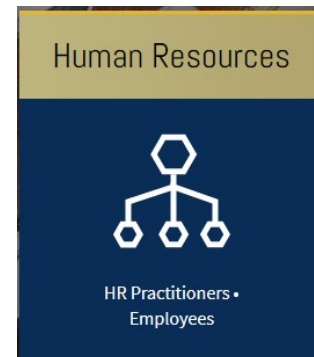 Human Resources
HR Practitioners •
Employees